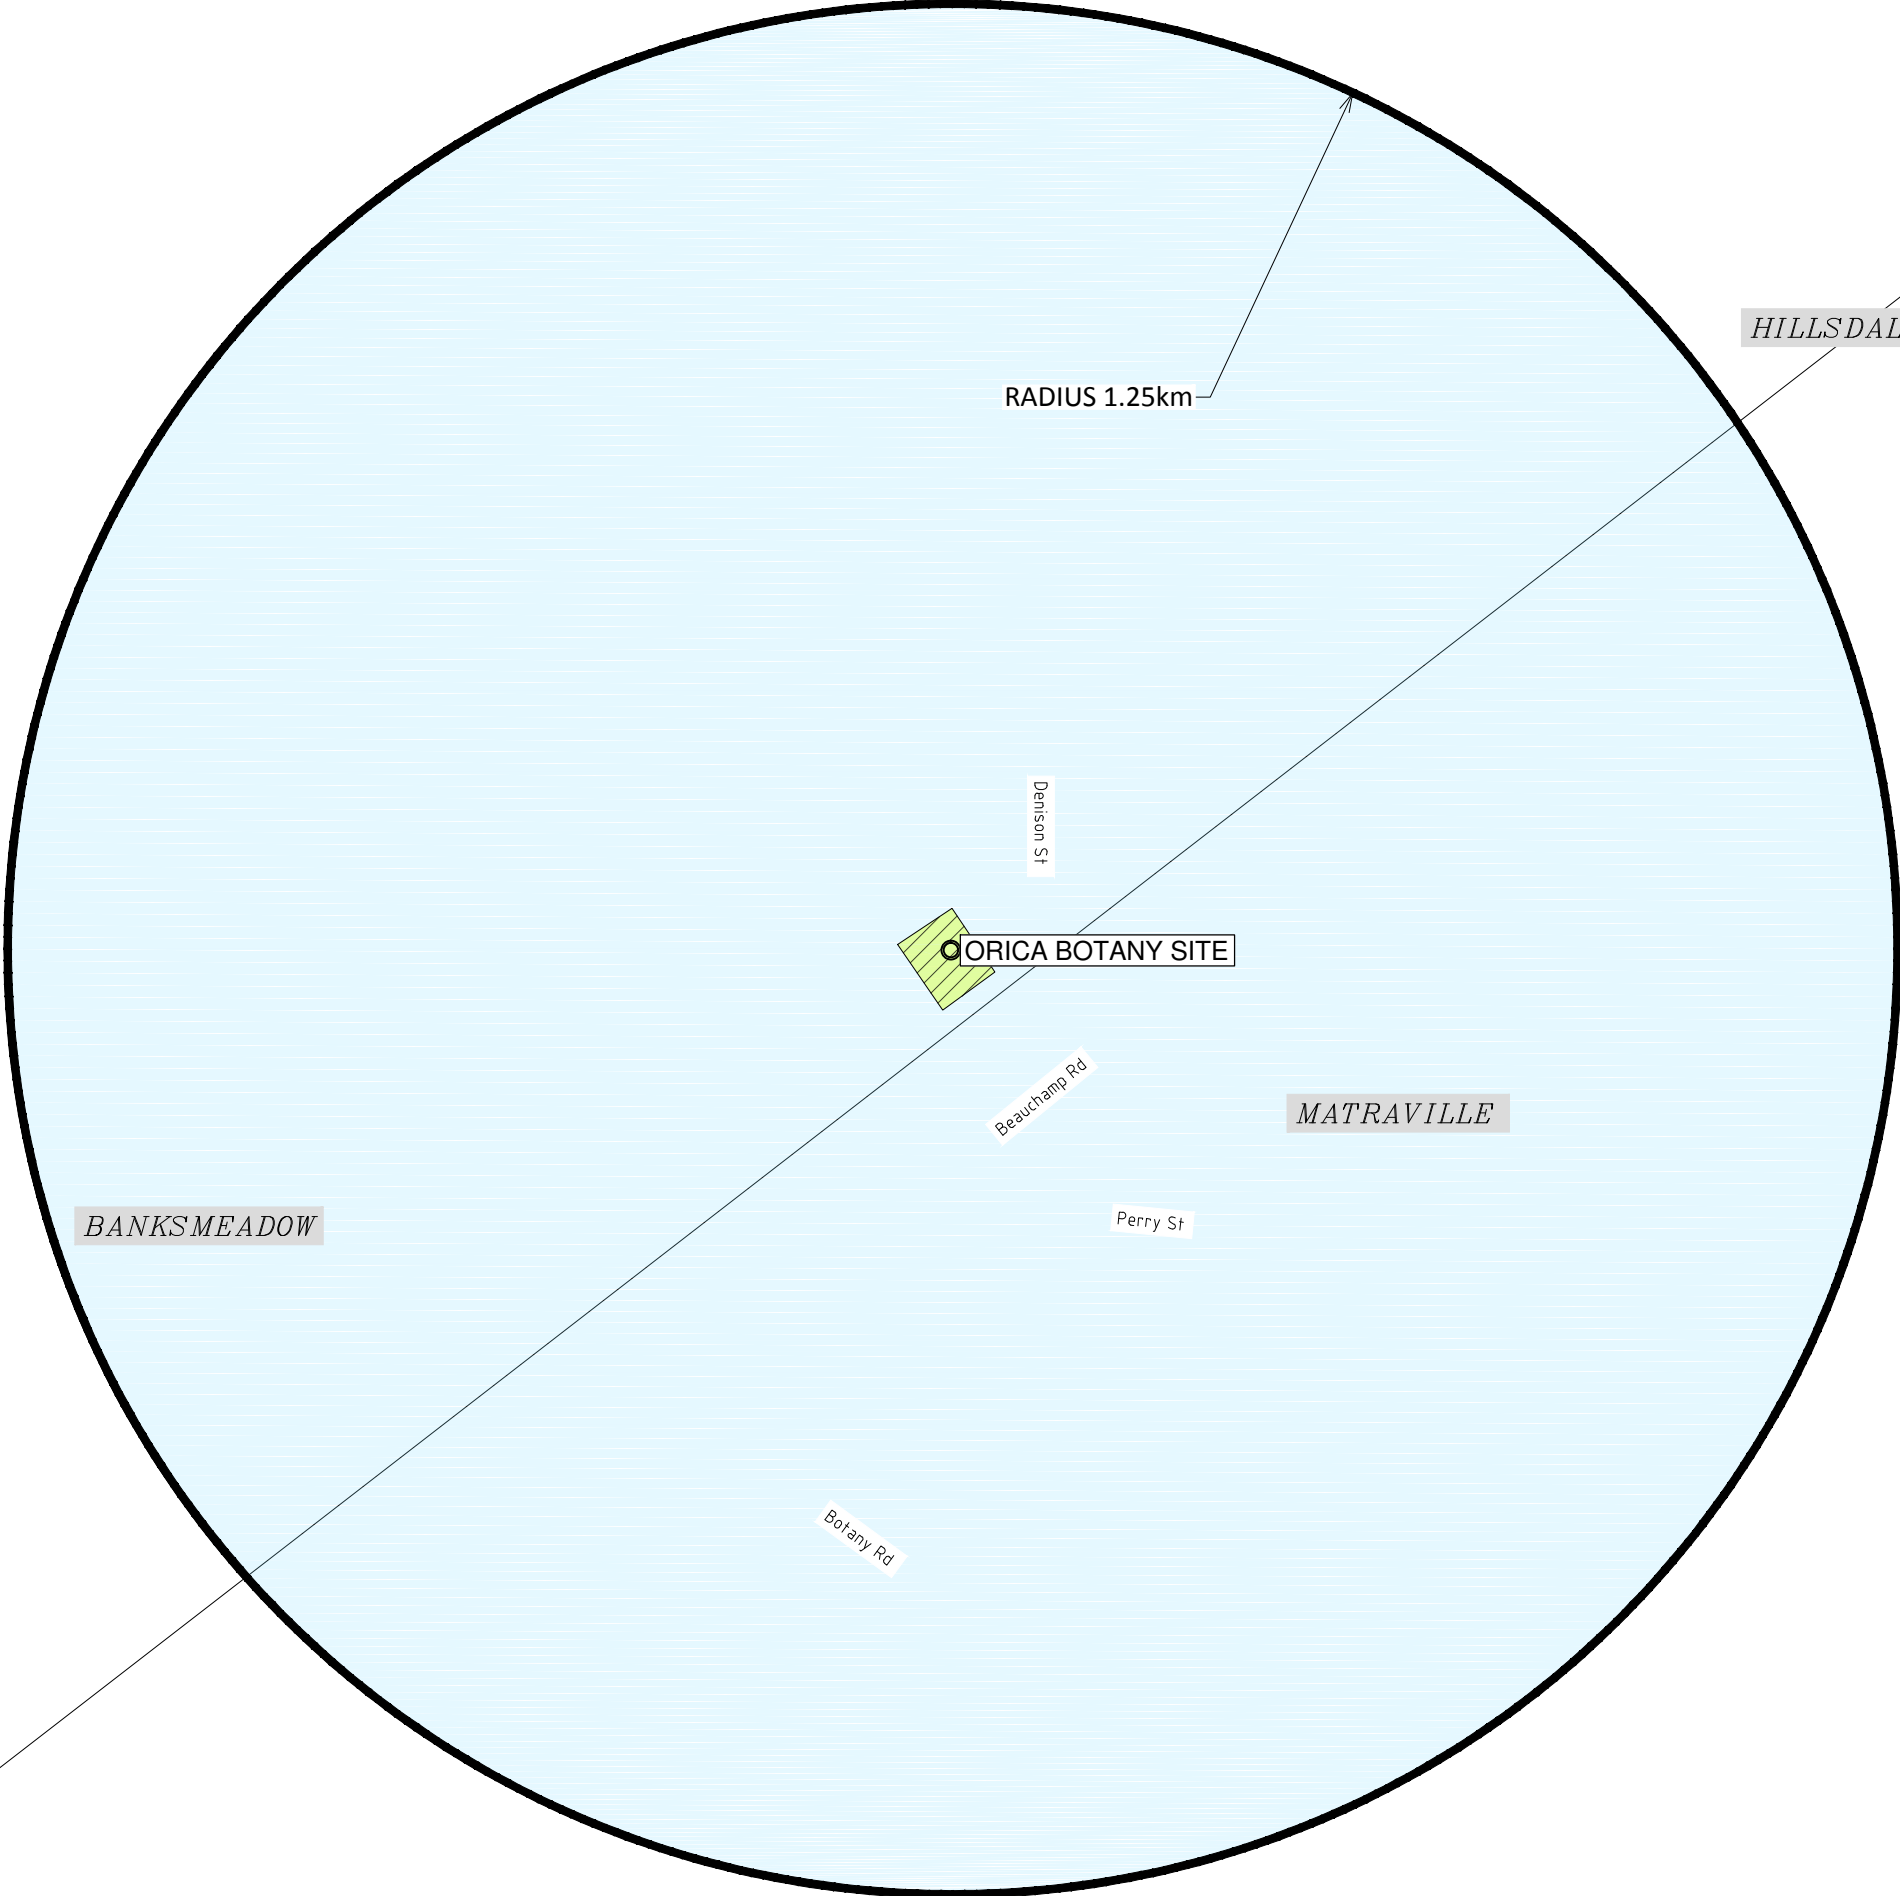 HILLSDAL
RADIUS 1.25km
Denison St
ORICA BOTANY SITE
Beauchamp Rd
MATRAVILLE
Perry St
BANKSMEADOW
Botany Rd